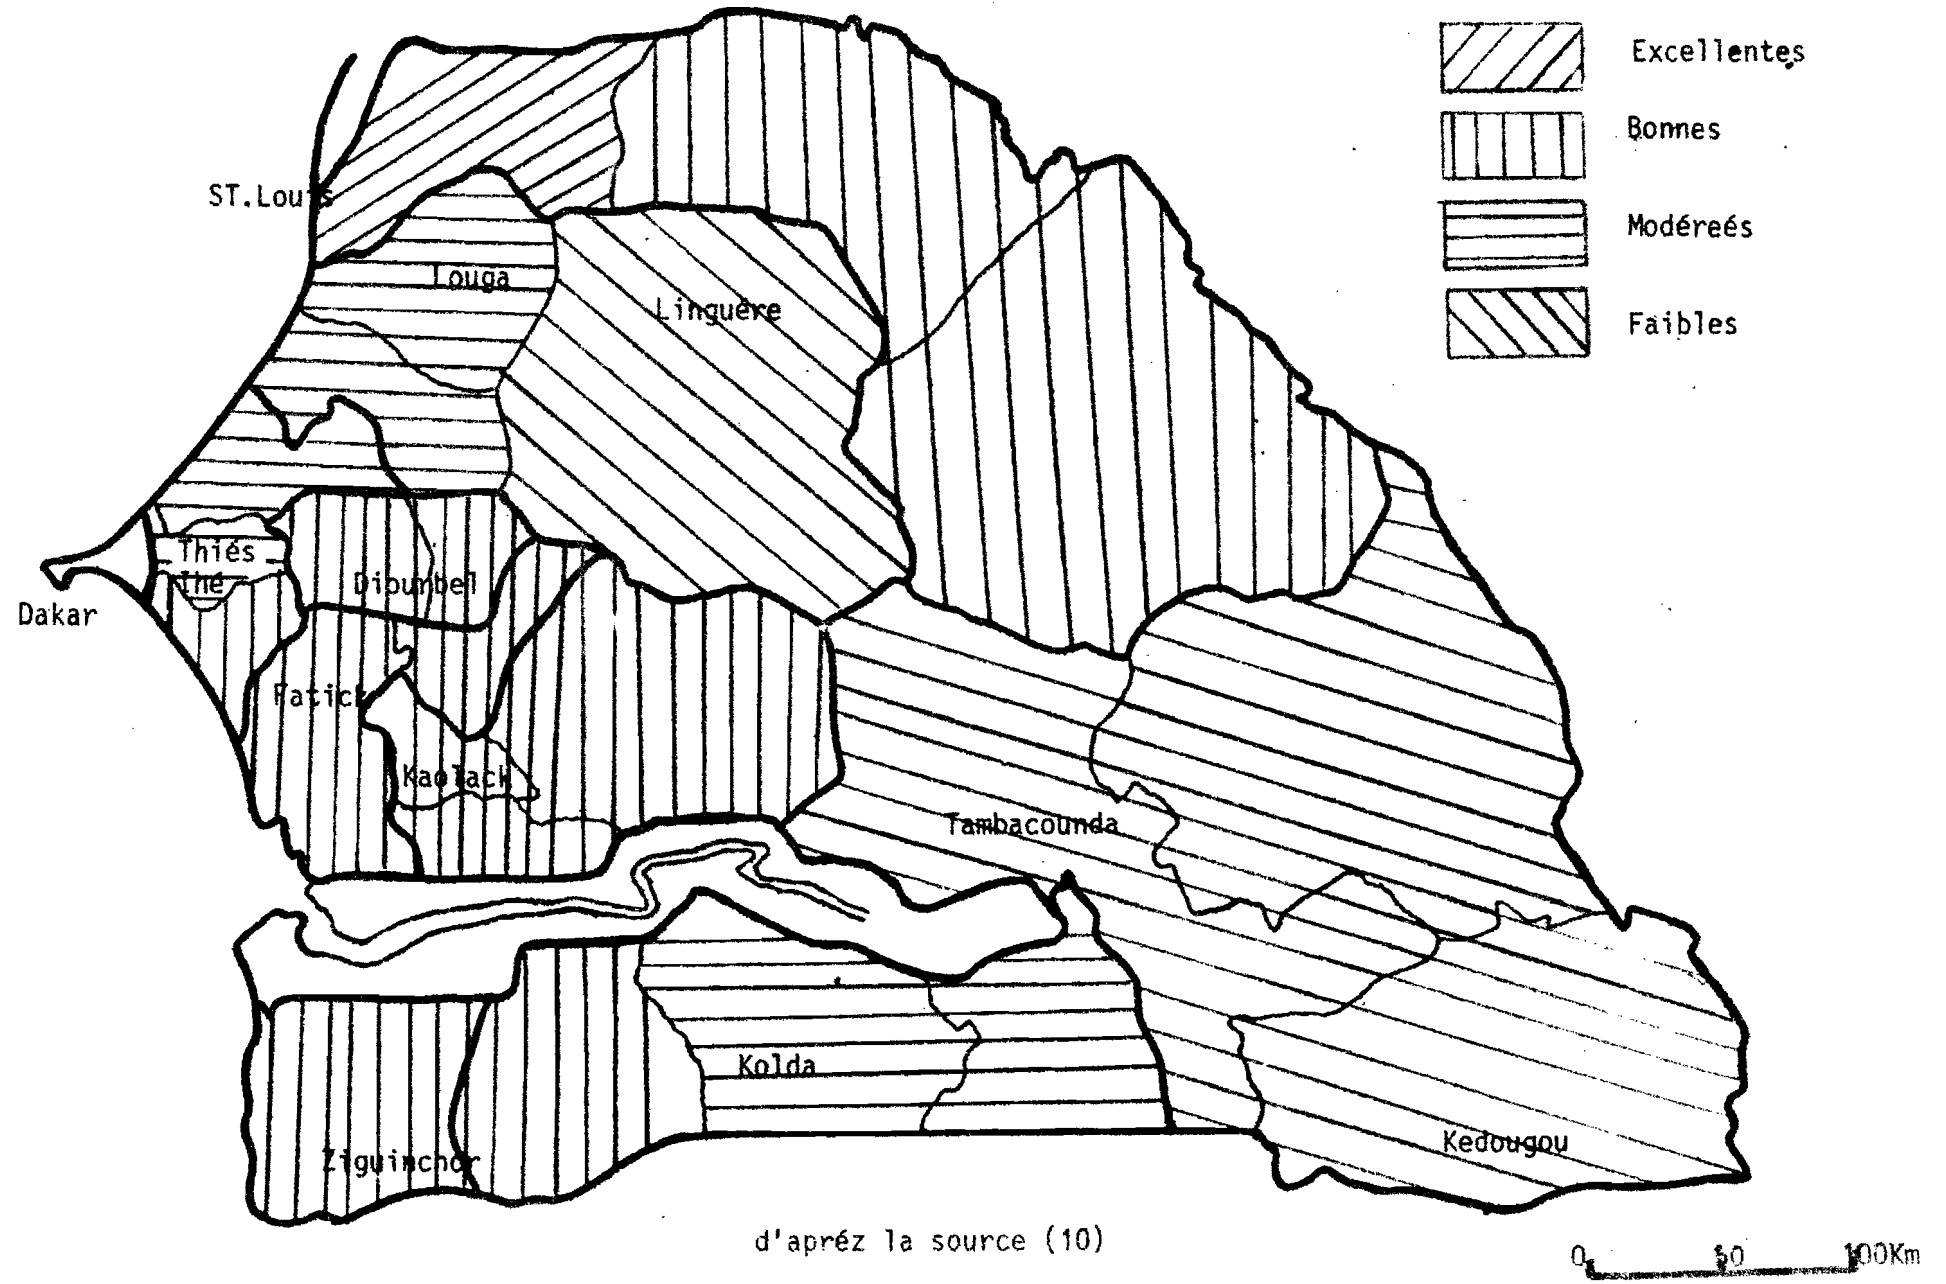 Excellentes
Bonnes
Modéreés
Faibles
ST.Louis
Louga
Linguère
Thiés
Thé
Diourbel
Dakar
Fatick
Kaolack
Tambacounda
Kolda
Ziguinchor
Kedougou
d'apréz la source (10)
0 50 100Km